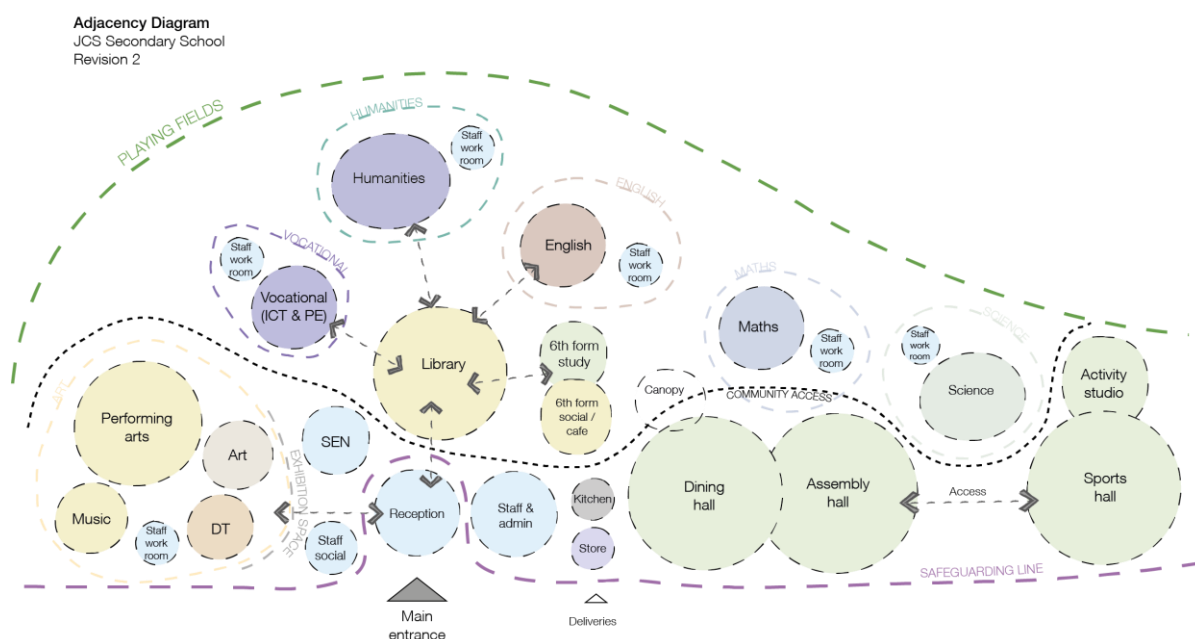 Adjacency Diagram
JCS Secondary School
Revision 2
PLAYING FIELDS
HUMANITIES
Humanities
Staff
work
room
ENGLISH
English
Staff
work
room
VOCATIONAL
Staff
work
room
Vocational
(ICT & PE)
MATHS
Maths
Staff
work
room
SCIENCE
Staff
work
room
Science
Library
6th form
study
6th form
social /
cafe
Canopy
COMMUNITY ACCESS
Activity
studio
ART
Performing
arts
Art
Music
Staff
work
room
DT
EXHIBITION SPACE
SEN
Staff
social
Reception
Staff &
admin
Kitchen
Store
Dining
hall
Assembly
hall
Access
Sports
hall
SAFEGUARDING LINE
Main
entrance
Deliveries